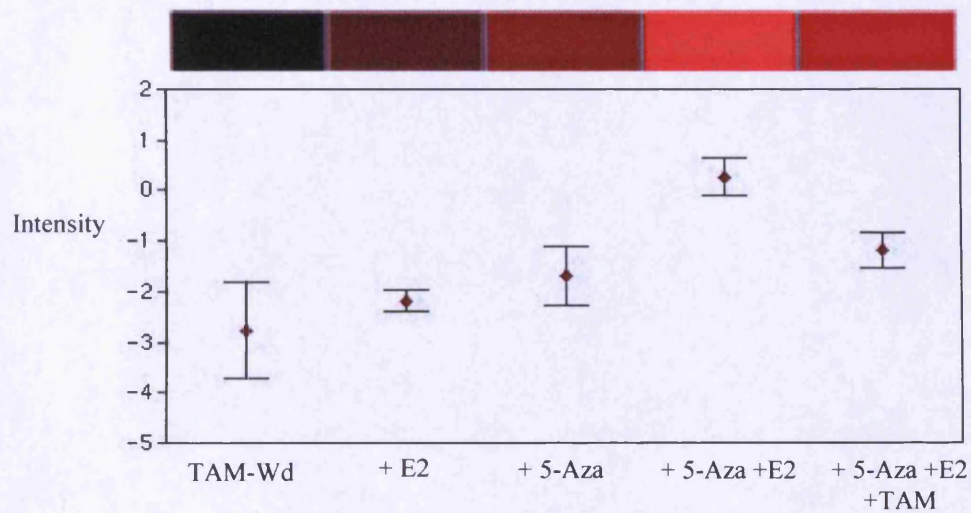 2
1
0
Intensity
-1
-2
-3
-4
-5
TAM-Wd
+ E2
+ 5-Aza
+ 5-Aza +E2
+ 5-Aza +E2
+TAM